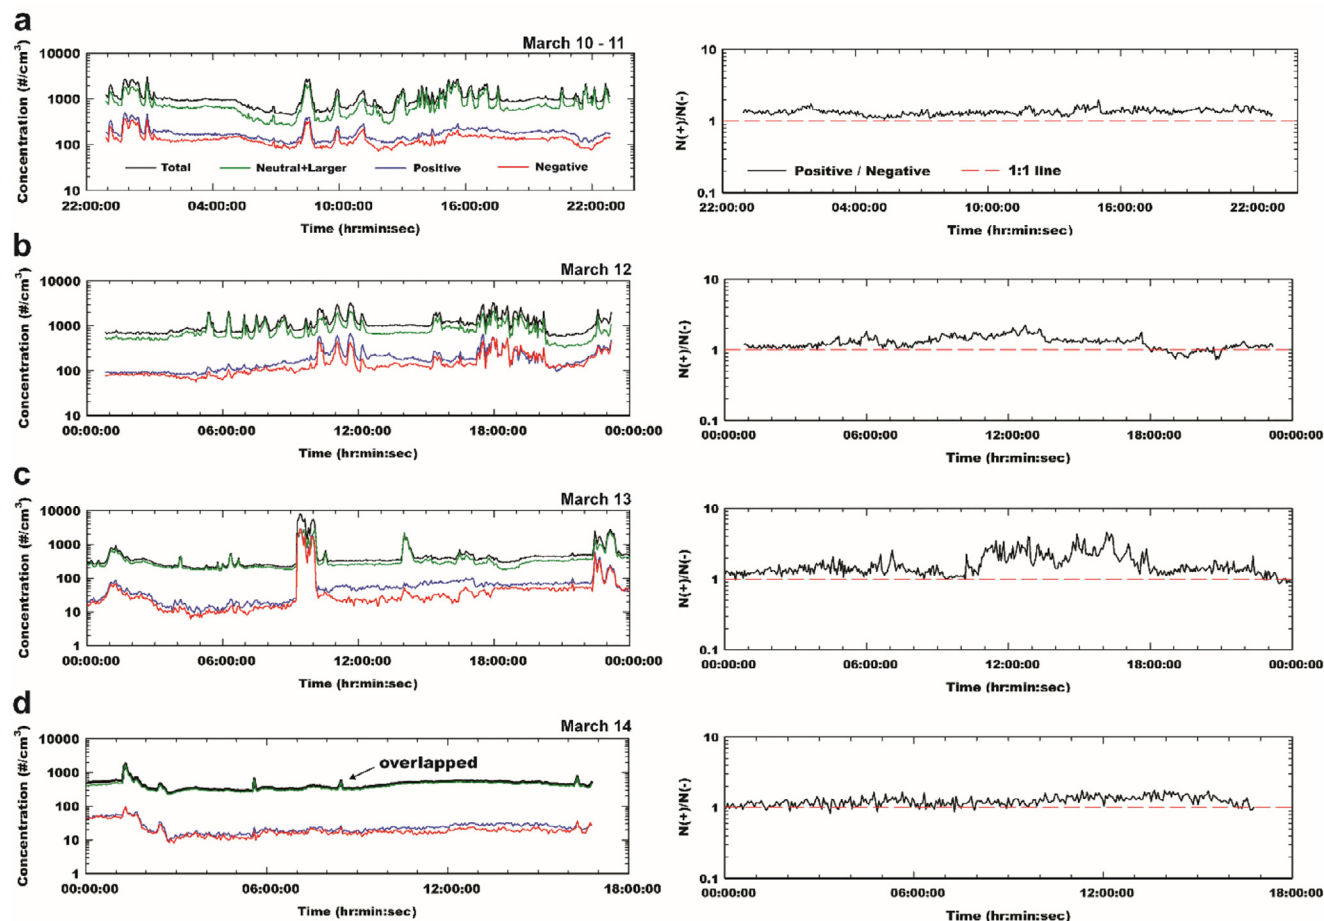 a
March 10 - 11
Concentration (#/cm³)
10000
1000
100
10
Total
Neutral+Larger
Positive
Negative
22:00:00 04:00:00 10:00:00 16:00:00 22:00:00
Time (hr:min:sec)
N(+)/N(-)
10
1
0.1
Positive / Negative
1:1 line
22:00:00 04:00:00 10:00:00 16:00:00 22:00:00
Time (hr:min:sec)
b
March 12
Concentration (#/cm³)
10000
1000
100
10
00:00:00 06:00:00 12:00:00 18:00:00 00:00:00
Time (hr:min:sec)
N(+)/N(-)
10
1
0.1
00:00:00 06:00:00 12:00:00 18:00:00 00:00:00
Time (hr:min:sec)
c
March 13
Concentration (#/cm³)
10000
1000
100
10
1
00:00:00 06:00:00 12:00:00 18:00:00 00:00:00
Time (hr:min:sec)
N(+)/N(-)
10
1
0.1
00:00:00 06:00:00 12:00:00 18:00:00 00:00:00
Time (hr:min:sec)
d
March 14
Concentration (#/cm³)
10000
1000
100
10
1
overlapped
00:00:00 06:00:00 12:00:00 18:00:00
Time (hr:min:sec)
N(+)/N(-)
10
1
0.1
00:00:00 06:00:00 12:00:00 18:00:00
Time (hr:min:sec)